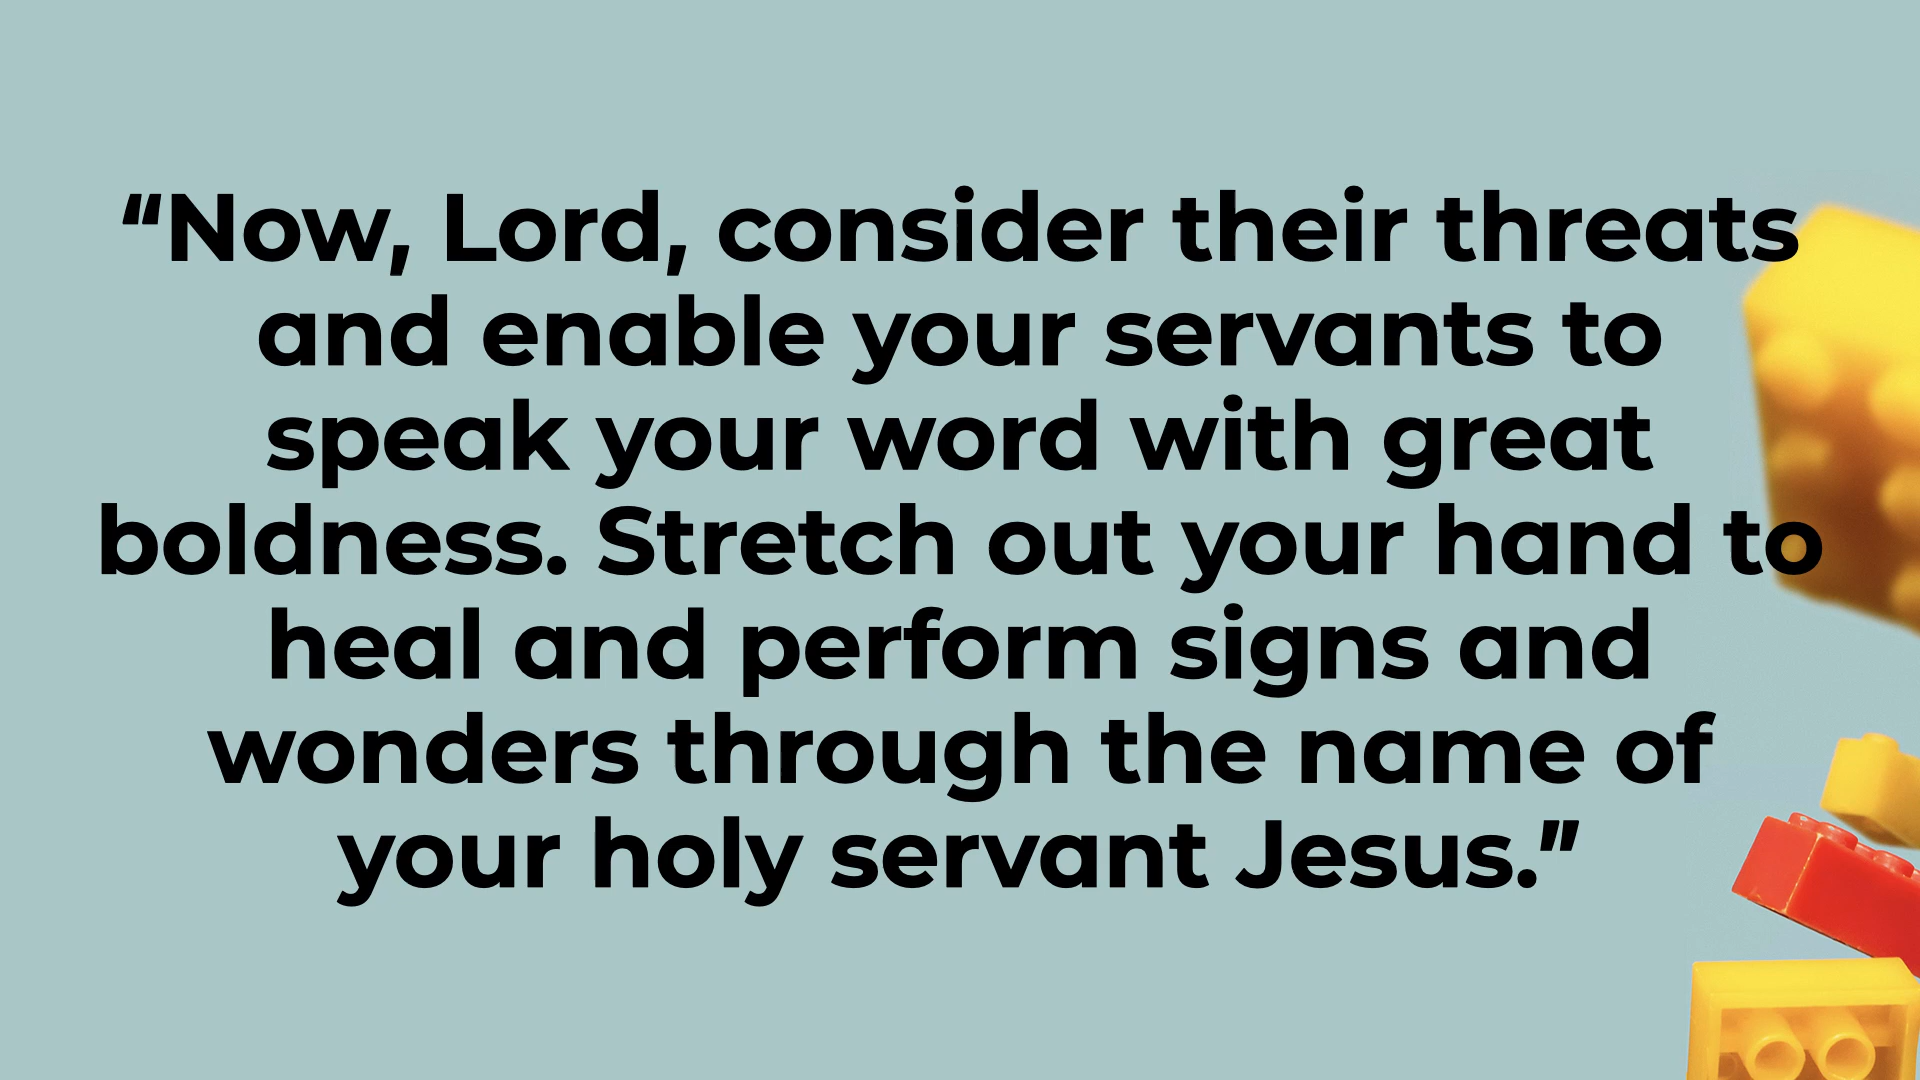 “Now, Lord, consider their threats
and enable your servants to
speak your word with great
boldness. Stretch out your hand to
heal and perform signs and
wonders through the name of
your holy servant Jesus.”